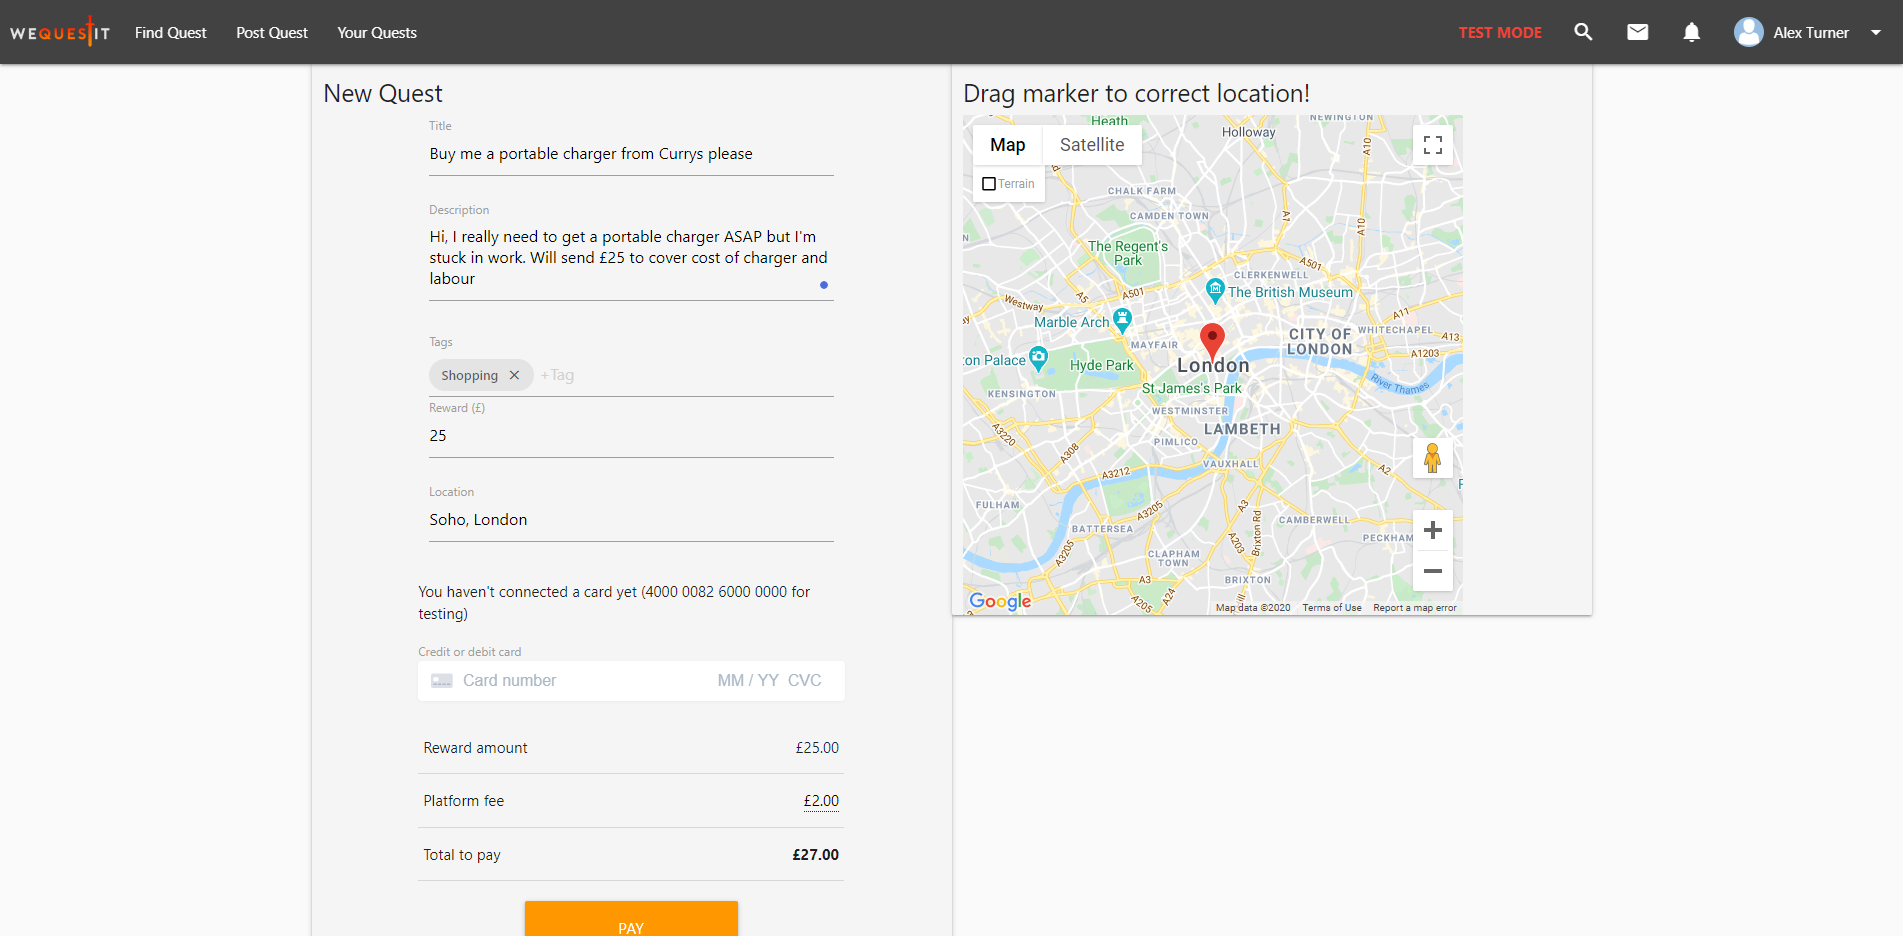 WEQUESTIT
Find Quest
Post Quest
Your Quests
TEST MODE
Alex Turner
New Quest
Title
Buy me a portable charger from Currys please
Description
Hi, I really need to get a portable charger ASAP but I'm
stuck in work. Will send £25 to cover cost of charger and
labour
Tags
Shopping
+Tag
Reward (£)
25
Location
Soho, London
You haven't connected a card yet (4000 0082 6000 0000 for
testing)
Credit or debit card
Card number
MM / YY CVC
Reward amount
£25.00
Platform fee
£2.00
Total to pay
£27.00
PAY
Drag marker to correct location!
Map
Satellite
Terrain
Heath
Holloway
NEWINGTON
A10
CHALK FARM
CAMDEN TOWN
A1
A10
The Regent's
Park
A501
CLERKENWELL
The British Museum
A5
A501
Westway
Marble Arch
MAYFAIR
CITY OF
LONDON
WHITECHAPEL
A11
A13
A1203
on Palace
Hyde Park
London
St James's Park
River Thames
KENSINGTON
WESTMINSTER
LAMBETH
A3220
A308
PIMLICO
VAUXHALL
A3212
A2
FULHAM
A3205
BATTERSEA
A3
Brixton Rd
CAMBERWELL
A203
PECKHAM
A3205
CLAPHAM
TOWN
A3
BRIXTON
A205
A24
Google
Map data ©2020
Terms of Use
Report a map error